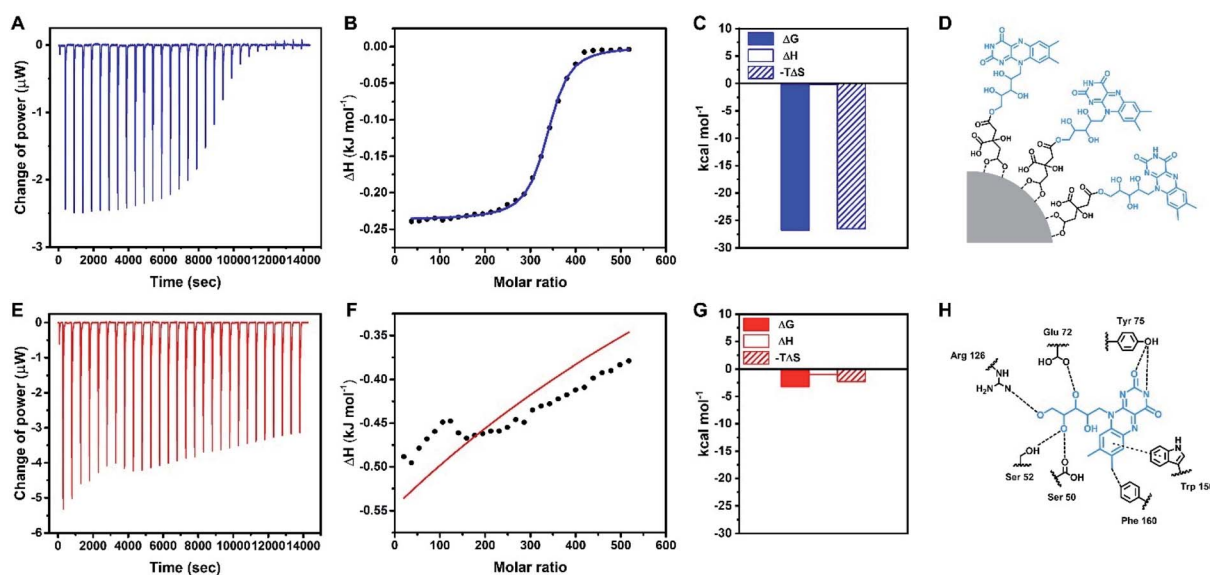 A
Change of power (µW)
0
-1
-2
-3
0 2000 4000 6000 8000 10000 12000 14000
Time (sec)
B
ΔH (kJ mol⁻¹)
0.00
-0.05
-0.10
-0.15
-0.20
-0.25
0 100 200 300 400 500 600
Molar ratio
C
kcal mol⁻¹
10
5
0
-5
-10
-15
-20
-25
-30
ΔG
ΔH
-TΔS
D
E
Change of power (µW)
0
-1
-2
-3
-4
-5
-6
0 2000 4000 6000 8000 10000 12000 14000
Time (sec)
F
ΔH (kJ mol⁻¹)
-0.35
-0.40
-0.45
-0.50
-0.55
0 100 200 300 400 500 600
Molar ratio
G
kcal mol⁻¹
10
5
0
-5
-10
-15
-20
-25
-30
ΔG
ΔH
-TΔS
H
Tyr 75
Glu 72
Arg 126
Ser 52
Ser 50
Phe 160